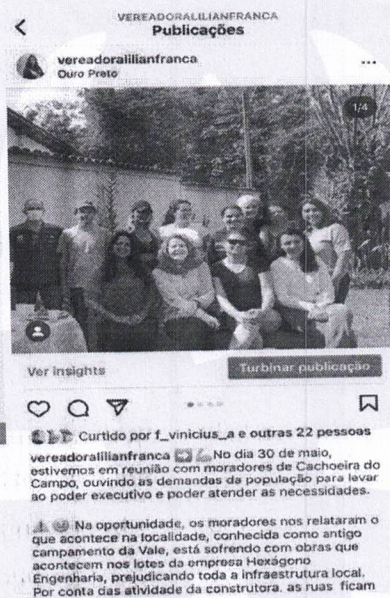 VEREADORALILIANFRANCA
Publicações
vereadoralilianfranca
Ouro Preto
1/4
Ver insights
Turbinar publicação
Curtido por f_vinicius_a e outras 22 pessoas
vereadoralilianfranca ➡️ 💪No dia 30 de maio,
estivemos em reunião com moradores de Cachoeira do
Campo, ouvindo as demandas da população para levar
ao poder executivo e poder atender as necessidades.
Na oportunidade, os moradores nos relataram o
que acontece na localidade, conhecida como antigo
campamento da Vale, está sofrendo com obras que
acontecem nos lotes da empresa Hexágono
Engenharia, prejudicando toda a infraestrutura local.
Por conta das atividade da construtora, as ruas ficam